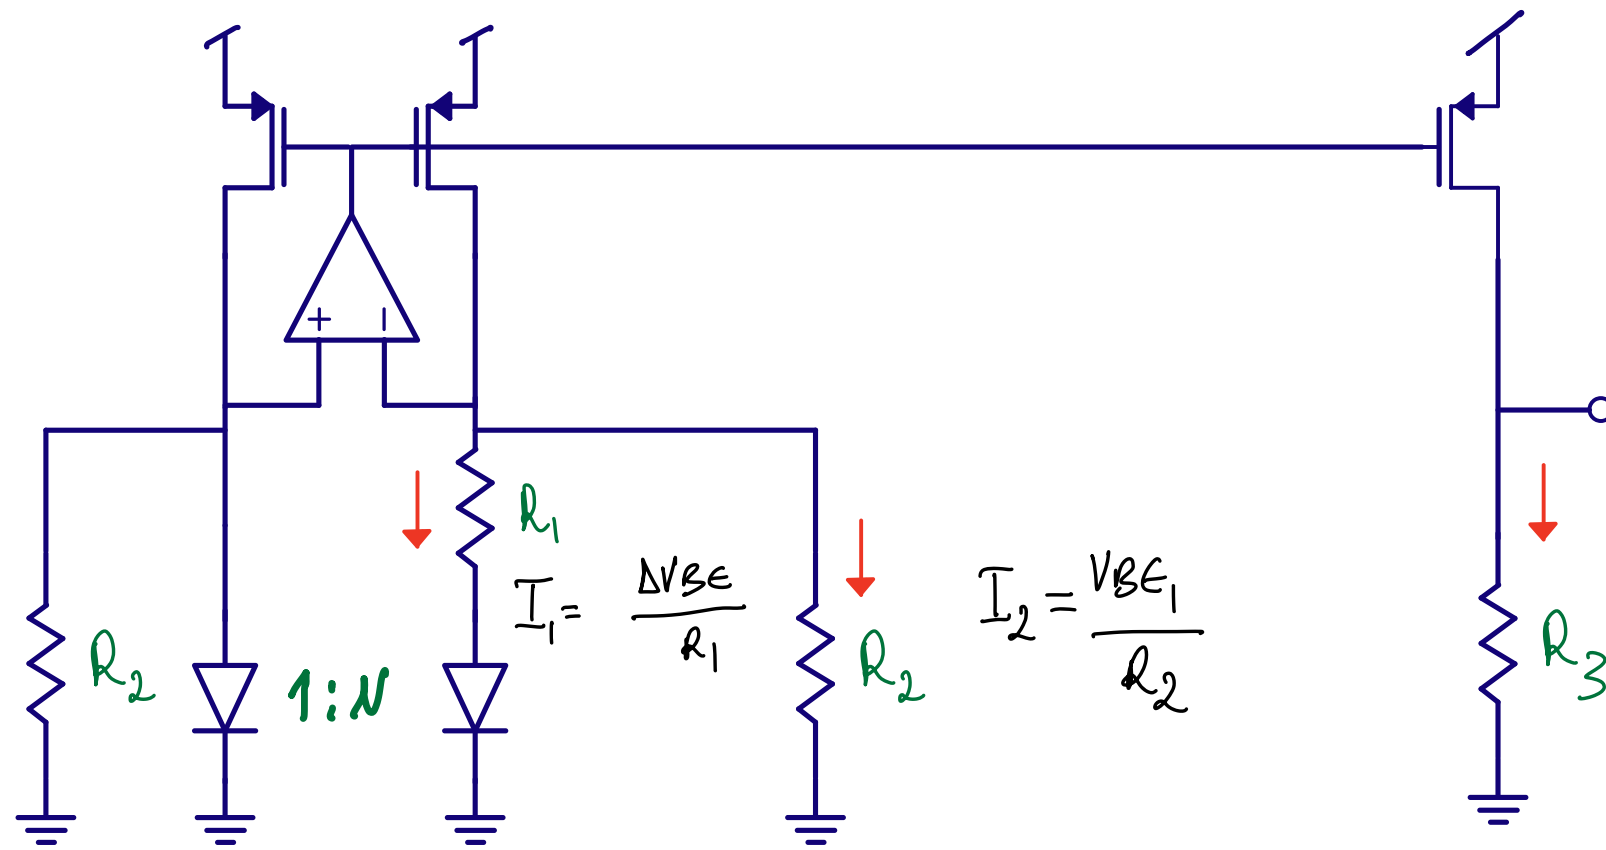 + −
R1
I1 = ΔVBE / R1
I2 = VBE1 / R2
R2
1:N
R2
R3